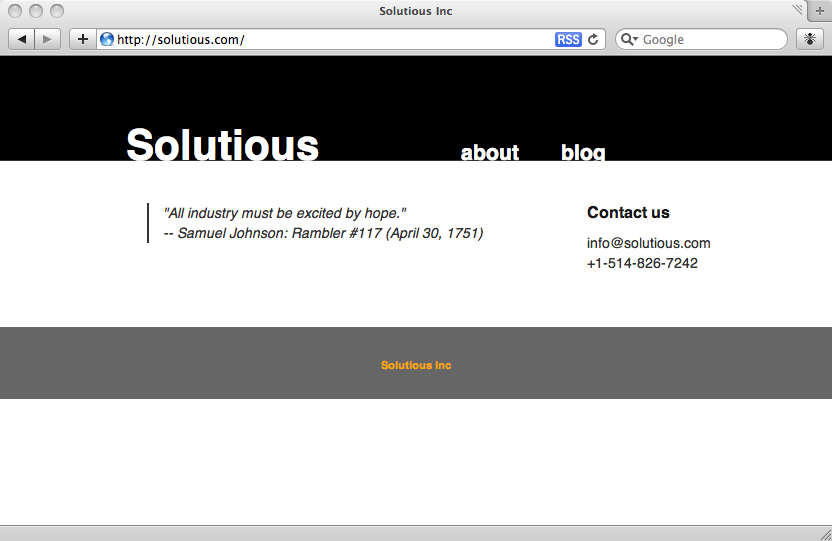 Solutious Inc
http://solutious.com/
RSS
Google
Solutious
about
blog
"All industry must be excited by hope."
-- Samuel Johnson: Rambler #117 (April 30, 1751)
Contact us
info@solutious.com
+1-514-826-7242
Solutious Inc